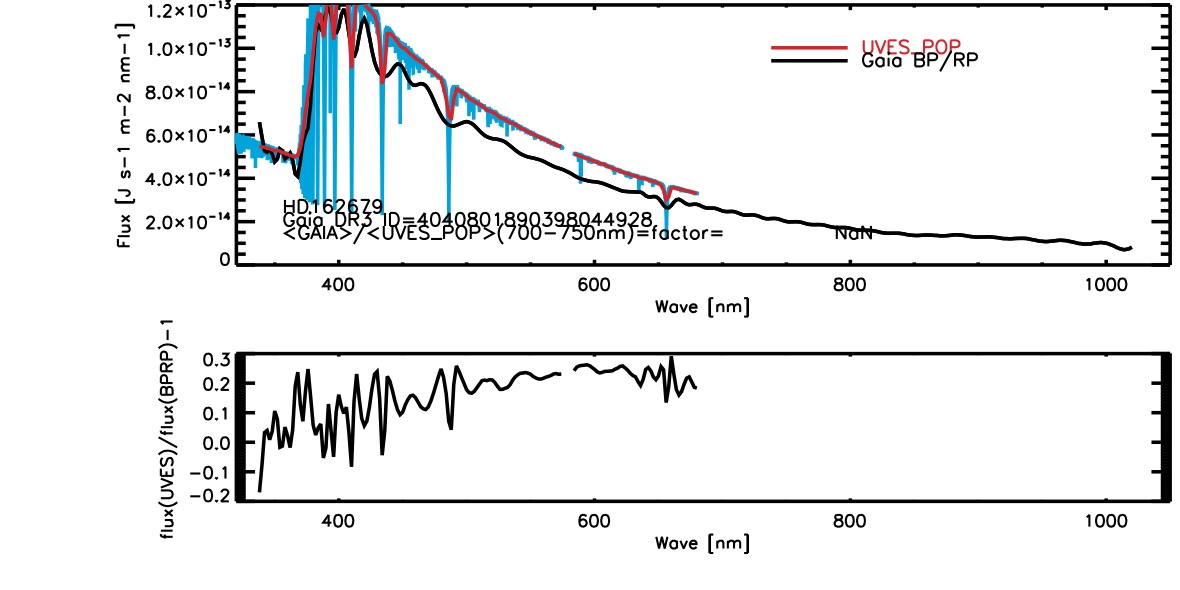 1.2×10−13
1.0×10−13
8.0×10−14
6.0×10−14
4.0×10−14
2.0×10−14
0
Flux [J s−1 m−2 nm−1]
UVES_POP
Gaia BP/RP
HD162679
Gaia DR3 ID=4040801890398044928
<GAIA>/<UVES_POP>(700−750nm)=factor= NaN
400 600 800 1000
Wave [nm]
0.3
0.2
0.1
0.0
−0.1
−0.2
flux(UVES)/flux(BPRP)−1
400 600 800 1000
Wave [nm]